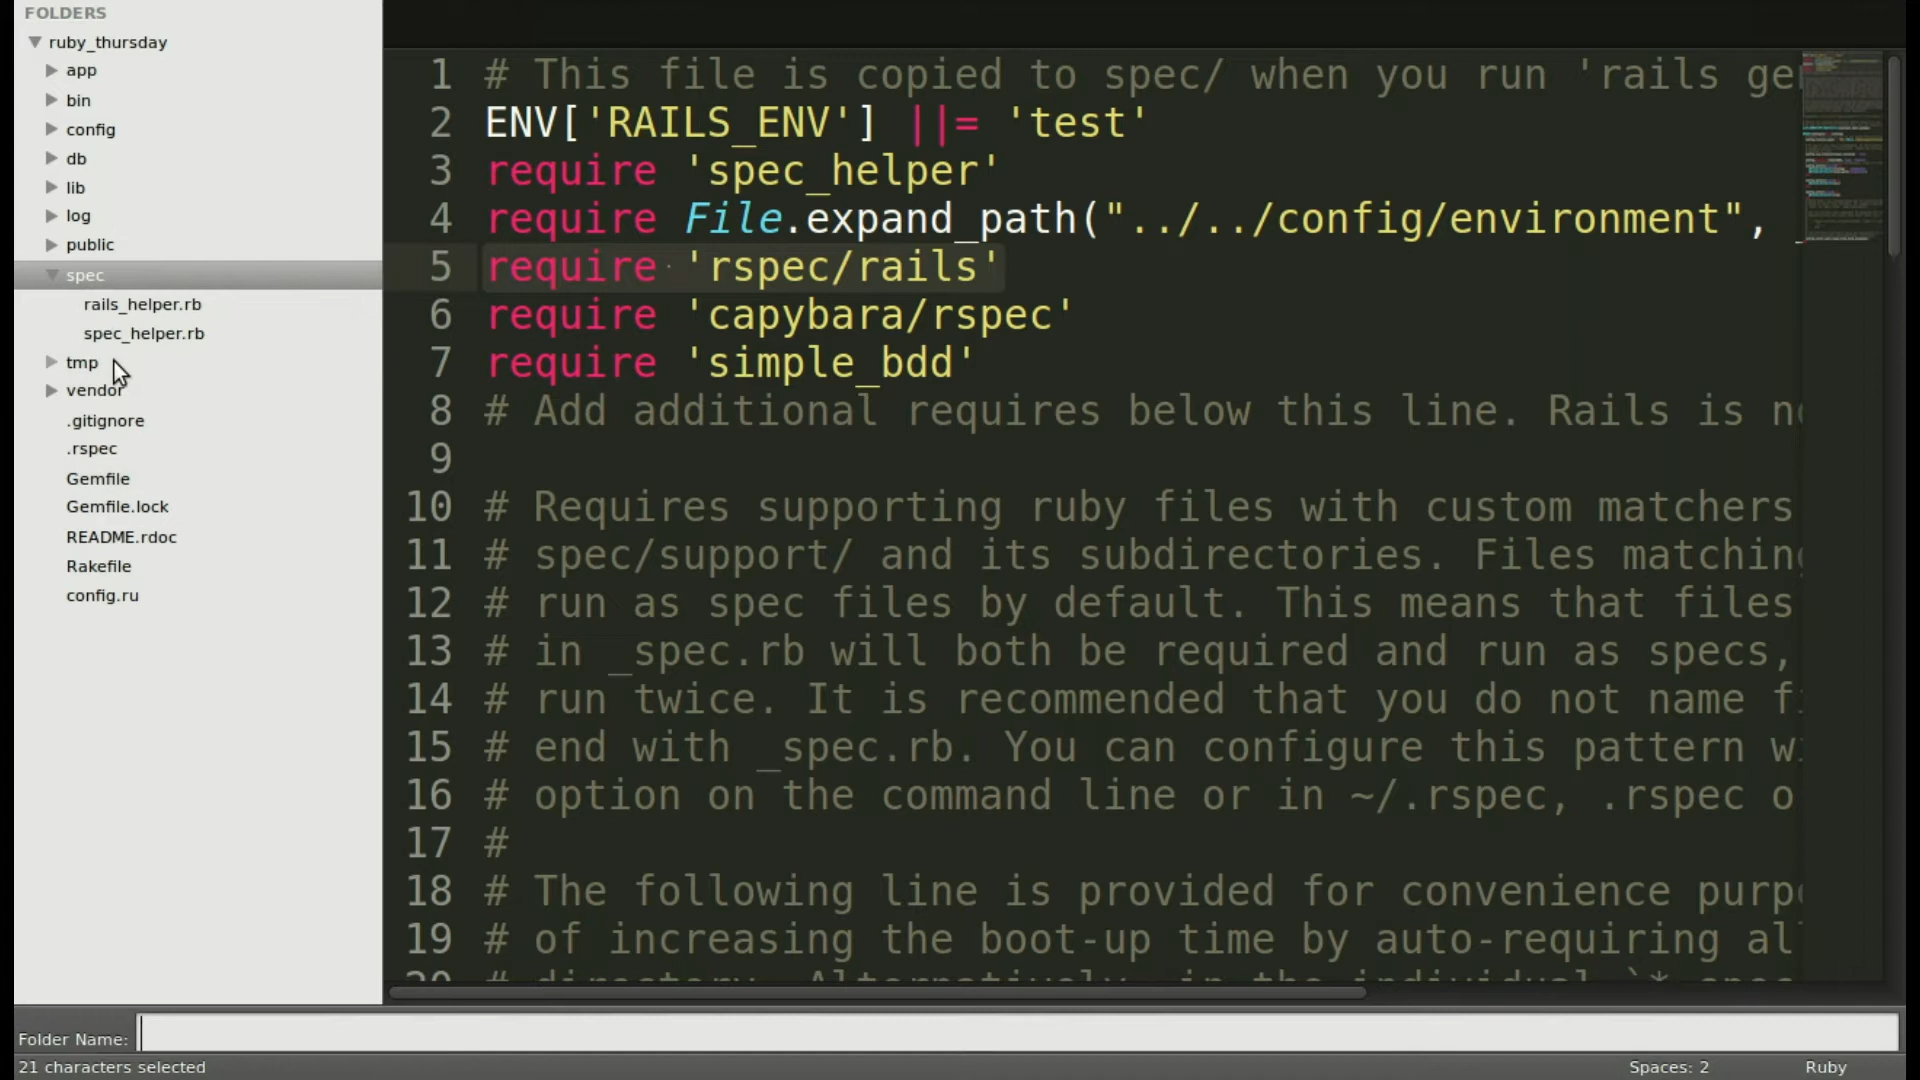 FOLDERS
ruby_thursday
app
bin
config
db
lib
log
public
spec
rails_helper.rb
spec_helper.rb
tmp
vendor
.gitignore
.rspec
Gemfile
Gemfile.lock
README.rdoc
Rakefile
config.ru
1 # This file is copied to spec/ when you run 'rails ge
2 ENV['RAILS_ENV'] ||= 'test'
3 require 'spec_helper'
4 require File.expand_path("../../config/environment", _
5 require 'rspec/rails'
6 require 'capybara/rspec'
7 require 'simple_bdd'
8 # Add additional requires below this line. Rails is n
9
10 # Requires supporting ruby files with custom matchers
11 # spec/support/ and its subdirectories. Files matching
12 # run as spec files by default. This means that files
13 # in _spec.rb will both be required and run as specs,
14 # run twice. It is recommended that you do not name f
15 # end with _spec.rb. You can configure this pattern w
16 # option on the command line or in ~/.rspec, .rspec o
17 #
18 # The following line is provided for convenience purp
19 # of increasing the boot-up time by auto-requiring al
20 # directory. Alternatively, in the individual `*_spec
Folder Name:
21 characters selected
Spaces: 2
Ruby